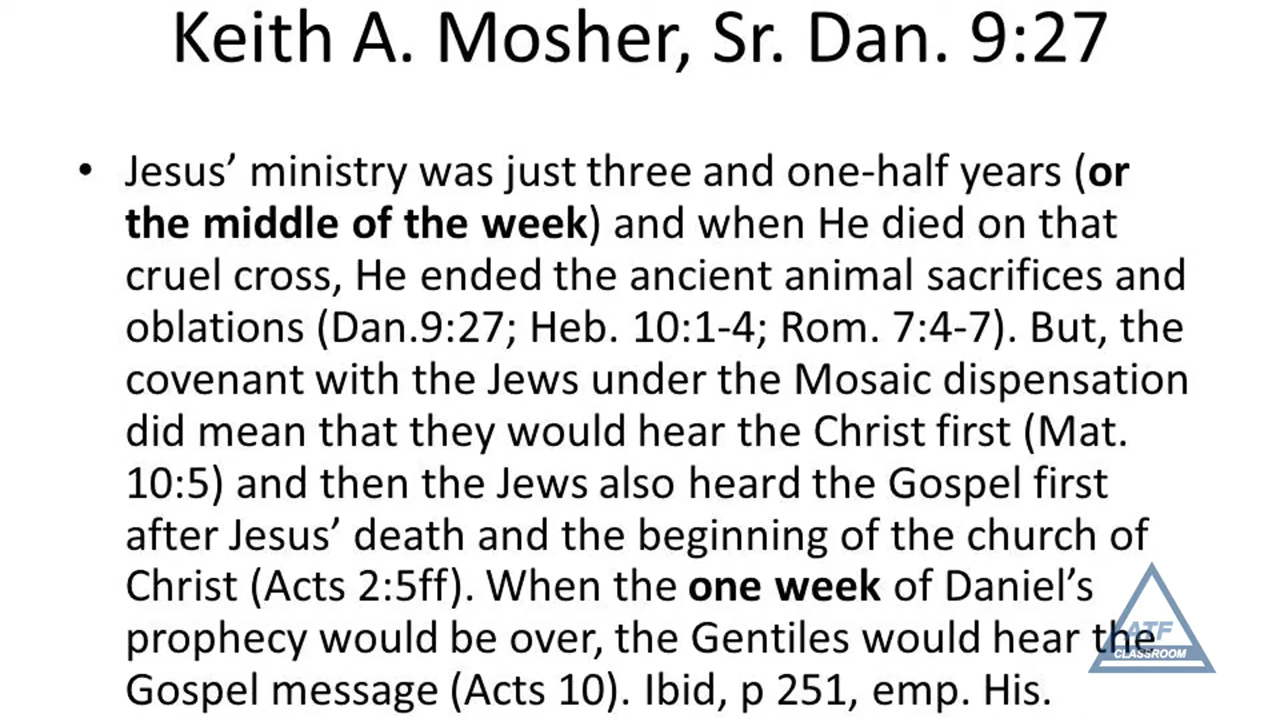 Keith A. Mosher, Sr. Dan. 9:27
• Jesus’ ministry was just three and one-half years (or
the middle of the week) and when He died on that
cruel cross, He ended the ancient animal sacrifices and
oblations (Dan.9:27; Heb. 10:1-4; Rom. 7:4-7). But, the
covenant with the Jews under the Mosaic dispensation
did mean that they would hear the Christ first (Mat.
10:5) and then the Jews also heard the Gospel first
after Jesus’ death and the beginning of the church of
Christ (Acts 2:5ff). When the one week of Daniel’s
prophecy would be over, the Gentiles would hear the
Gospel message (Acts 10). Ibid, p 251, emp. His.
ATF
CLASSROOM